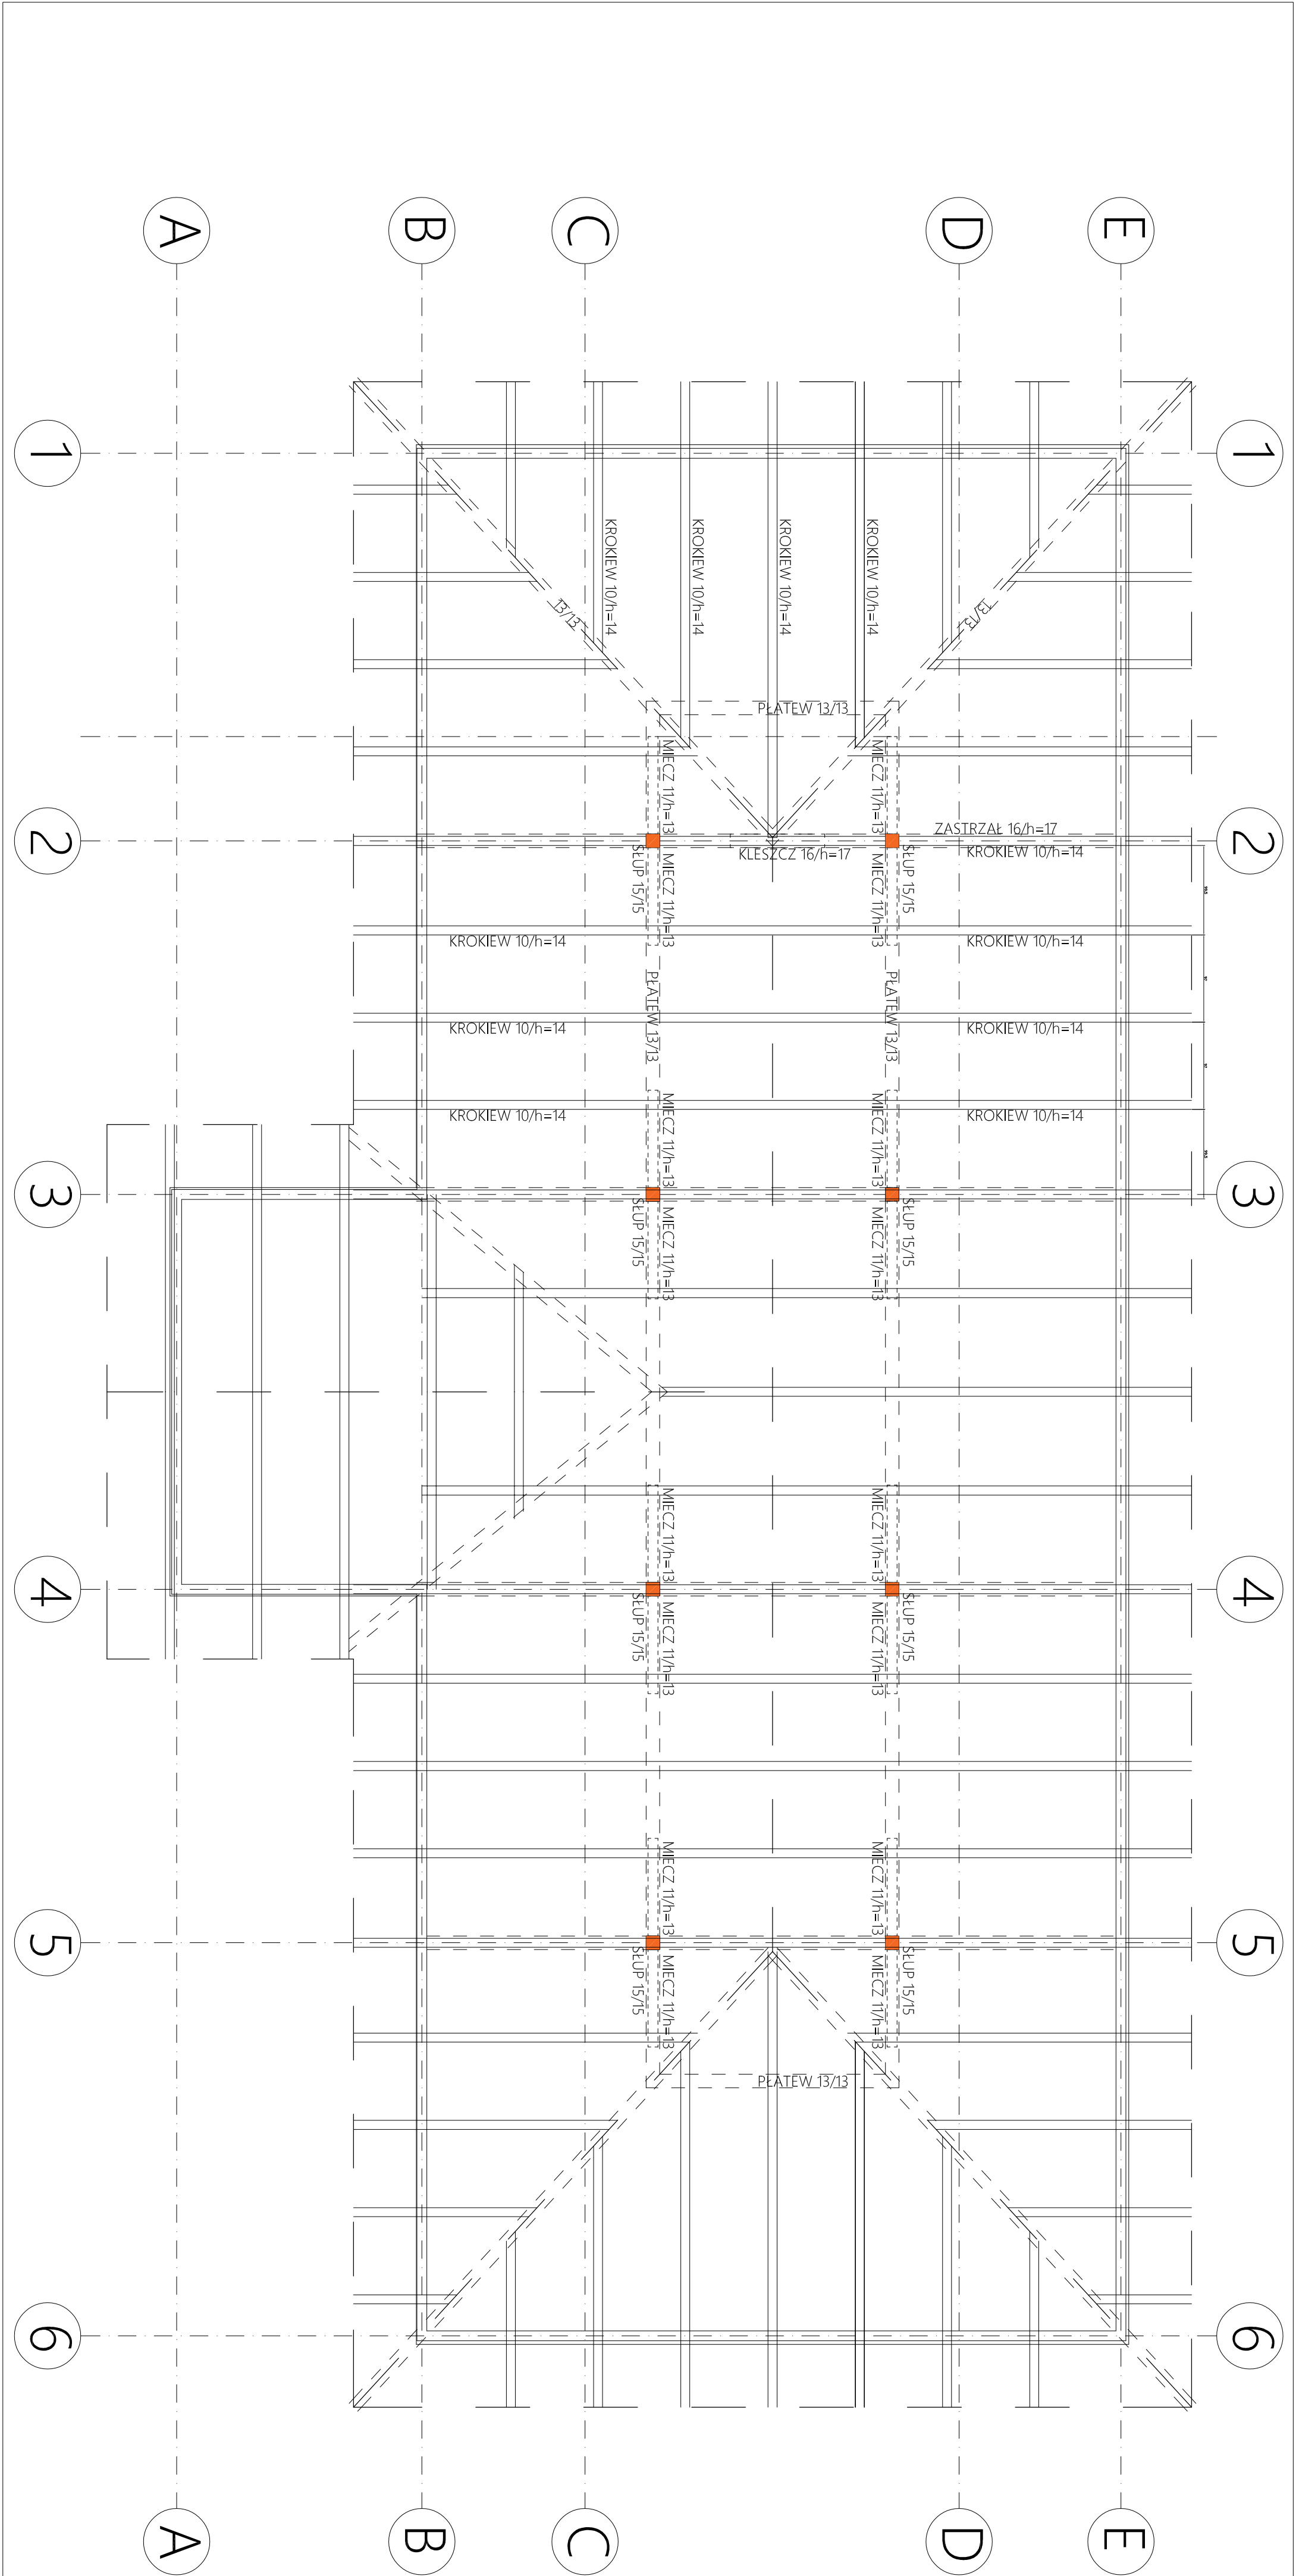 A
B
C
D
E
1
1
KROKIEW 10/h=14
KROKIEW 10/h=14
KROKIEW 10/h=14
KROKIEW 10/h=14
13/13
13/13
PŁATEW 13/13
MIECZ 11/h=13
MIECZ 11/h=13
ZASTRZAŁ 16/h=17
2
2
KLESZCZ 16/h=17
KROKIEW 10/h=14
SŁUP 15/15
MIECZ 11/h=13
MIECZ 11/h=13
SŁUP 15/15
KROKIEW 10/h=14
KROKIEW 10/h=14
PŁATEW 13/13
PŁATEW 13/13
KROKIEW 10/h=14
KROKIEW 10/h=14
KROKIEW 10/h=14
KROKIEW 10/h=14
MIECZ 11/h=13
MIECZ 11/h=13
3
3
SŁUP 15/15
MIECZ 11/h=13
MIECZ 11/h=13
SŁUP 15/15
MIECZ 11/h=13
MIECZ 11/h=13
4
4
SŁUP 15/15
MIECZ 11/h=13
MIECZ 11/h=13
SŁUP 15/15
MIECZ 11/h=13
MIECZ 11/h=13
5
5
SŁUP 15/15
MIECZ 11/h=13
MIECZ 11/h=13
SŁUP 15/15
PŁATEW 13/13
6
6
A
B
C
D
E